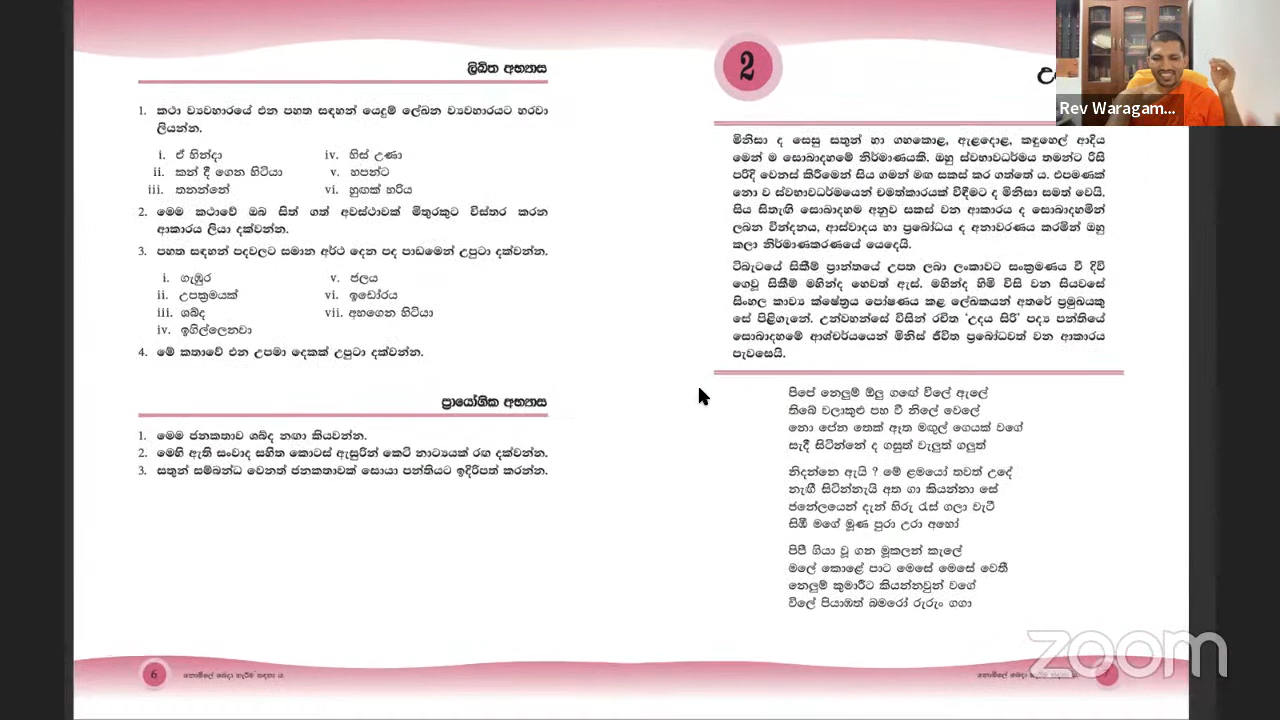 ලිඛිත අභ්‍යාස
1. කථා ව්‍යවහාරයේ එන පහත සඳහන් යෙදුම් ලේඛන ව්‍යවහාරයට හරවා
ලියන්න.
i. ඒ හින්දා
iv. හිස් උණා
ii. කන් දී ගෙන හිටියා
v. හපන්ට
iii. තනන්නේ
vi. හුඟක් හරිය
2. මෙම කථාවේ ඔබ සිත් ගත් අවස්ථාවක් මිතුරකුට විස්තර කරන
ආකාරය ලියා දක්වන්න.
3. පහත සඳහන් පදවලට සමාන අර්ථ දෙන පද පාඩමෙන් උපුටා දක්වන්න.
i. ගැඹුර
v. ජලය
ii. උපක්‍රමයක්
vi. ඉඩෝරය
iii. ශබ්ද
vii. අහගෙන හිටියා
iv. ඉගිල්ලෙනවා
4. මේ කතාවේ එන උපමා දෙකක් උපුටා දක්වන්න.
ප්‍රායෝගික අභ්‍යාස
1. මෙම ජනකතාව ශබ්ද නඟා කියවන්න.
2. මෙහි ඇති සංවාද සහිත කොටස් ඇසුරින් කෙටි නාට්‍යයක් රඟ දක්වන්න.
3. සතුන් සම්බන්ධ වෙනත් ජනකතාවක් සොයා පන්තියට ඉදිරිපත් කරන්න.
6
නොමිලේ බෙදා හැරීම සඳහා ය.
2
Rev Waragam...
මිනිසා ද සෙසු සතුන් හා ගහකොළ, ඇළදොළ, කඳුහෙල් ආදිය
මෙන් ම සොබාදහමේ නිර්මාණයකි. ඔහු ස්වභාවධර්මය තමන්ට රිසි
පරිදි වෙනස් කිරීමෙන් සිය ගමන් මඟ සකස් කර ගත්තේ ය. එපමණක්
නො ව ස්වභාවධර්මයෙන් චමත්කාරයක් විඳීමට ද මිනිසා සමත් වෙයි.
සිය සිතැඟි සොබාදහම අනුව සකස් වන ආකාරය ද සොබාදහමින්
ලබන වින්දනය, ආස්වාදය හා ප්‍රබෝධය ද අනාවරණය කරමින් ඔහු
කලා නිර්මාණකරණයේ යෙදෙයි.
ටිබැටයේ සිකිම් ප්‍රාන්තයේ උපත ලබා ලංකාවට සංක්‍රමණය වී දිවි
ගෙවූ සිකිම් මහින්ද හෙවත් ඇස්. මහින්ද හිමි විසි වන සියවසේ
සිංහල කාව්‍ය ක්ෂේත්‍රය පෝෂණය කළ ලේඛකයන් අතරේ ප්‍රමුඛයකු
සේ පිළිගැනේ. උන්වහන්සේ විසින් රචිත ‘උදය සිරි’ පද්‍ය පන්තියේ
සොබාදහමේ ආශ්චර්යයෙන් මිනිස් ජීවිත ප්‍රබෝධවත් වන ආකාරය
පැවසෙයි.
පිපේ නෙලුම් ඕලු ගඟේ විලේ ඇලේ
තිබේ වලාකුළු පහ වී නිලේ වෙලේ
නො පේන තෙක් ඈත මඟුල් ගෙයක් වගේ
සැදී සිටින්නේ ද ගසුත් වැලුත් ගලුත්
නිදන්නෙ ඇයි ? මේ ළමයෝ තවත් උදේ
නැඟී සිටින්නැයි අත ගා කියන්නා සේ
ජනේලයෙන් දැන් හිරු රැස් ගලා වැටී
සිඹී මගේ මූණ පුරා උරා අහෝ
පිපී ගියා වූ ගන මූකලන් කැලේ
මලේ කොළේ පාට මෙසේ මෙසේ වෙතී
නෙලුම් කුමාරීට කියන්නවුන් වගේ
විලේ පියාඹත් බමරෝ රුරුං ගගා
zoom